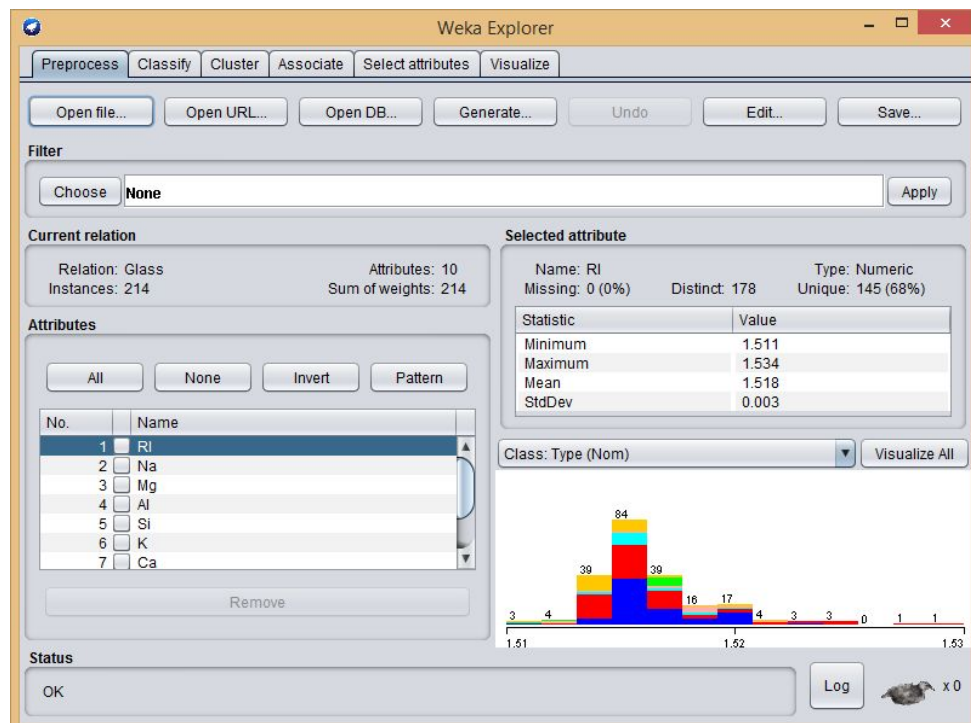 Weka Explorer
Preprocess Classify Cluster Associate Select attributes Visualize
Open file... Open URL... Open DB... Generate... Undo Edit... Save...
Filter
Choose None Apply
Current relation
Relation: Glass Attributes: 10
Instances: 214 Sum of weights: 214
Attributes
All None Invert Pattern
No. Name
1 RI
2 Na
3 Mg
4 Al
5 Si
6 K
7 Ca
Remove
Selected attribute
Name: RI Type: Numeric
Missing: 0 (0%) Distinct: 178 Unique: 145 (68%)
Statistic Value
Minimum 1.511
Maximum 1.534
Mean 1.518
StdDev 0.003
Class: Type (Nom) Visualize All
3 4 39 84 39 16 17 4 3 3 0 1 1
1.51 1.52 1.53
Status
OK Log x 0